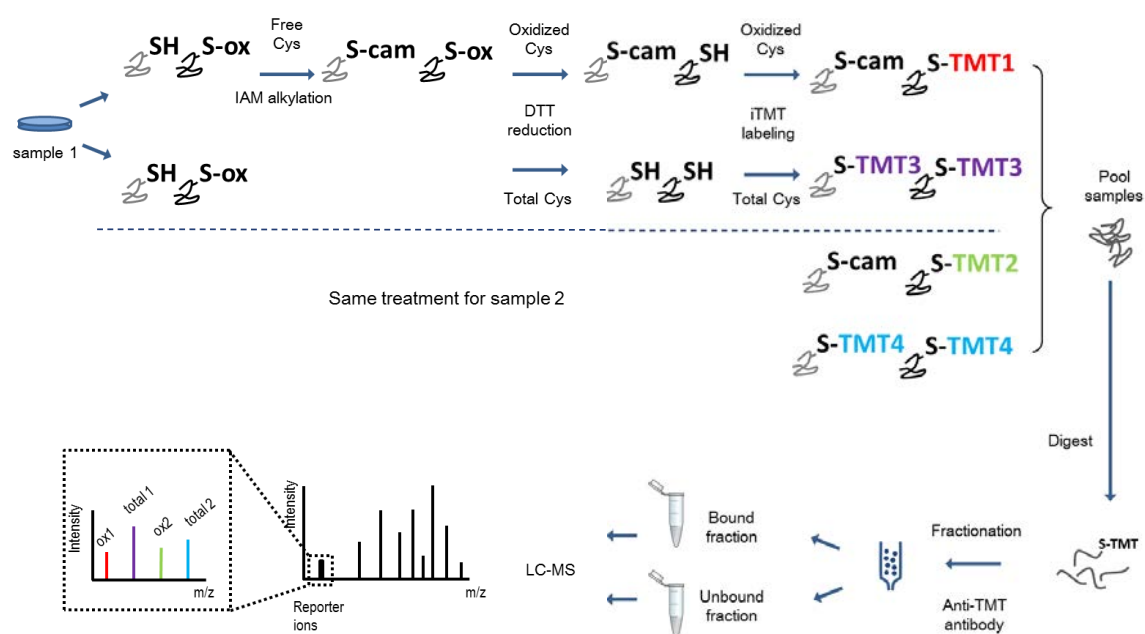 SH S-ox
Free
Cys
IAM alkylation
S-cam S-ox
Oxidized
Cys
DTT
reduction
S-cam SH
Oxidized
Cys
iTMT
labeling
S-cam S-TMT1
sample 1
SH S-ox
Total Cys
SH SH
Total Cys
S-TMT3 S-TMT3
Pool
samples
S-cam S-TMT2
Same treatment for sample 2
S-TMT4 S-TMT4
Digest
S-TMT
Fractionation
Anti-TMT
antibody
Bound
fraction
Unbound
fraction
LC-MS
Intensity
m/z
Reporter
ions
Intensity
ox1
total 1
ox2
total 2
m/z